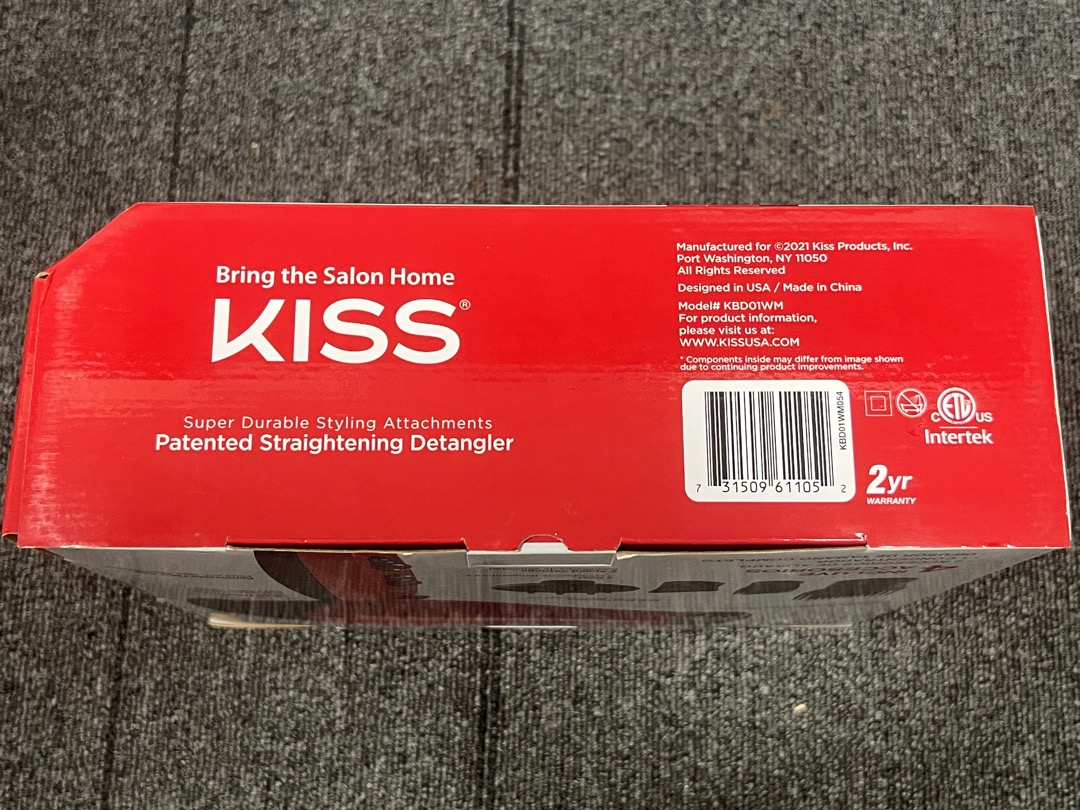 Bring the Salon Home
KISS®
Super Durable Styling Attachments
Patented Straightening Detangler
Manufactured for ©2021 Kiss Products, Inc.
Port Washington, NY 11050
All Rights Reserved
Designed in USA / Made in China
Model# KBD01WM
For product information,
please visit us at:
WWW.KISSUSA.COM
* Components inside may differ from image shown
due to continuing product improvements.
KBD01WM054
7 31509 61105 2
c ETL us
Intertek
2yr
WARRANTY
4